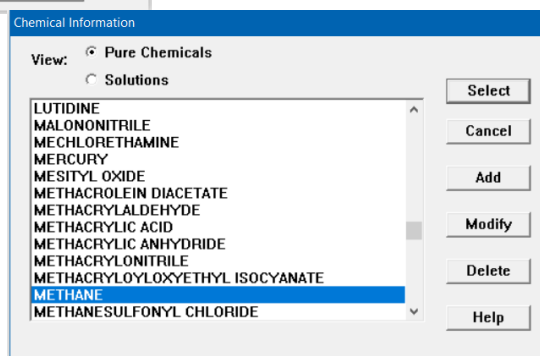 Chemical Information
View:
Pure Chemicals
Solutions
LUTIDINE
MALONONITRILE
MECHLORETHAMINE
MERCURY
MESITYL OXIDE
METHACROLEIN DIACETATE
METHACRYLALDEHYDE
METHACRYLIC ACID
METHACRYLIC ANHYDRIDE
METHACRYLONITRILE
METHACRYLOYLOXYETHYL ISOCYANATE
METHANE
METHANESULFONYL CHLORIDE
Select
Cancel
Add
Modify
Delete
Help